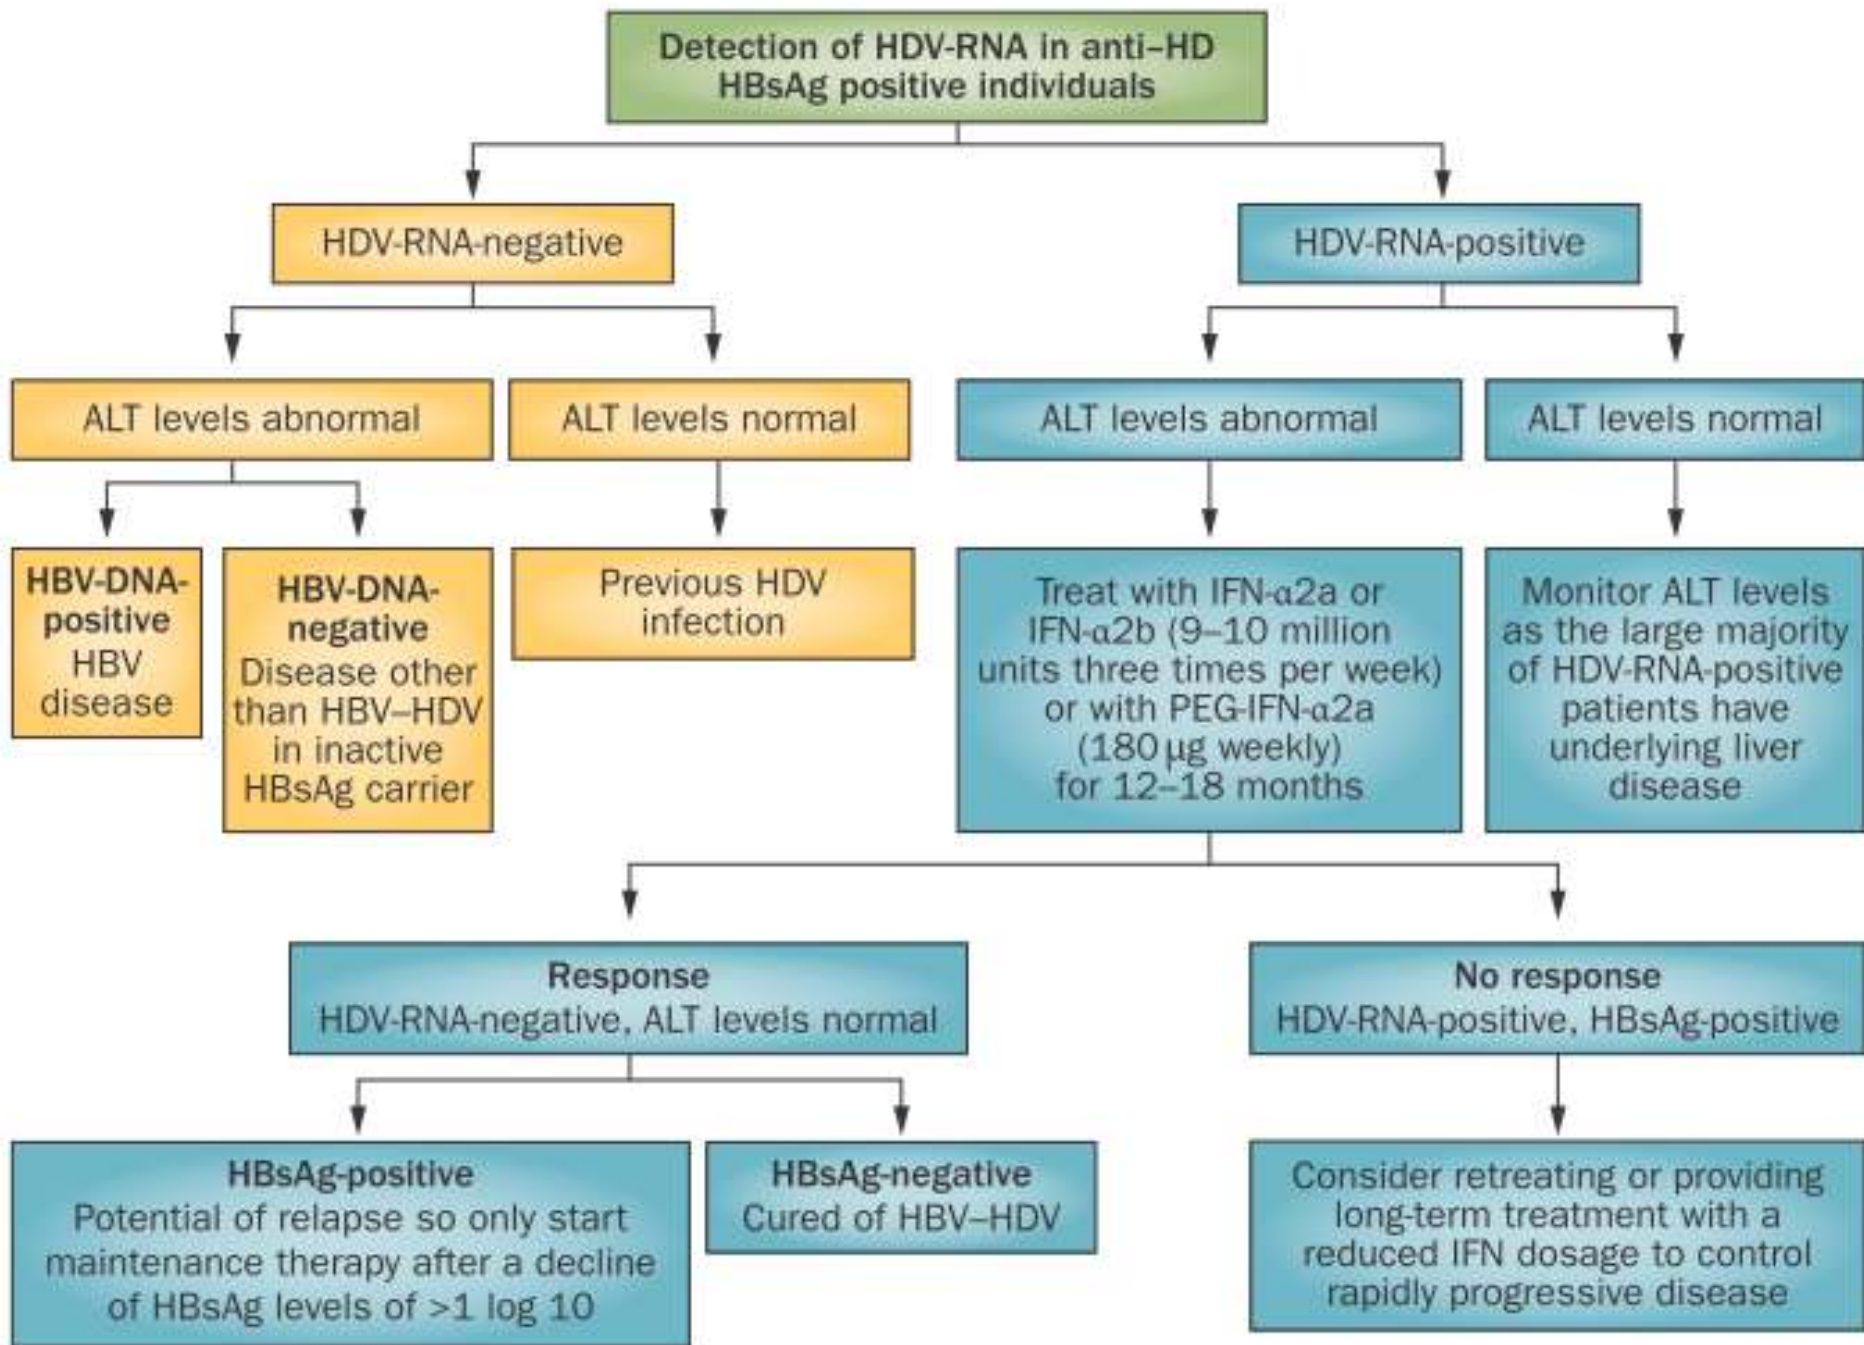 Detection of HDV-RNA in anti–HD
HBsAg positive individuals
HDV-RNA-negative
HDV-RNA-positive
ALT levels abnormal
ALT levels normal
ALT levels abnormal
ALT levels normal
HBV-DNA-
positive
HBV
disease
HBV-DNA-
negative
Disease other
than HBV–HDV
in inactive
HBsAg carrier
Previous HDV
infection
Treat with IFN-α2a or
IFN-α2b (9–10 million
units three times per week)
or with PEG-IFN-α2a
(180 μg weekly)
for 12–18 months
Monitor ALT levels
as the large majority
of HDV-RNA-positive
patients have
underlying liver
disease
Response
HDV-RNA-negative, ALT levels normal
No response
HDV-RNA-positive, HBsAg-positive
HBsAg-positive
Potential of relapse so only start
maintenance therapy after a decline
of HBsAg levels of >1 log 10
HBsAg-negative
Cured of HBV–HDV
Consider retreating or providing
long-term treatment with a
reduced IFN dosage to control
rapidly progressive disease